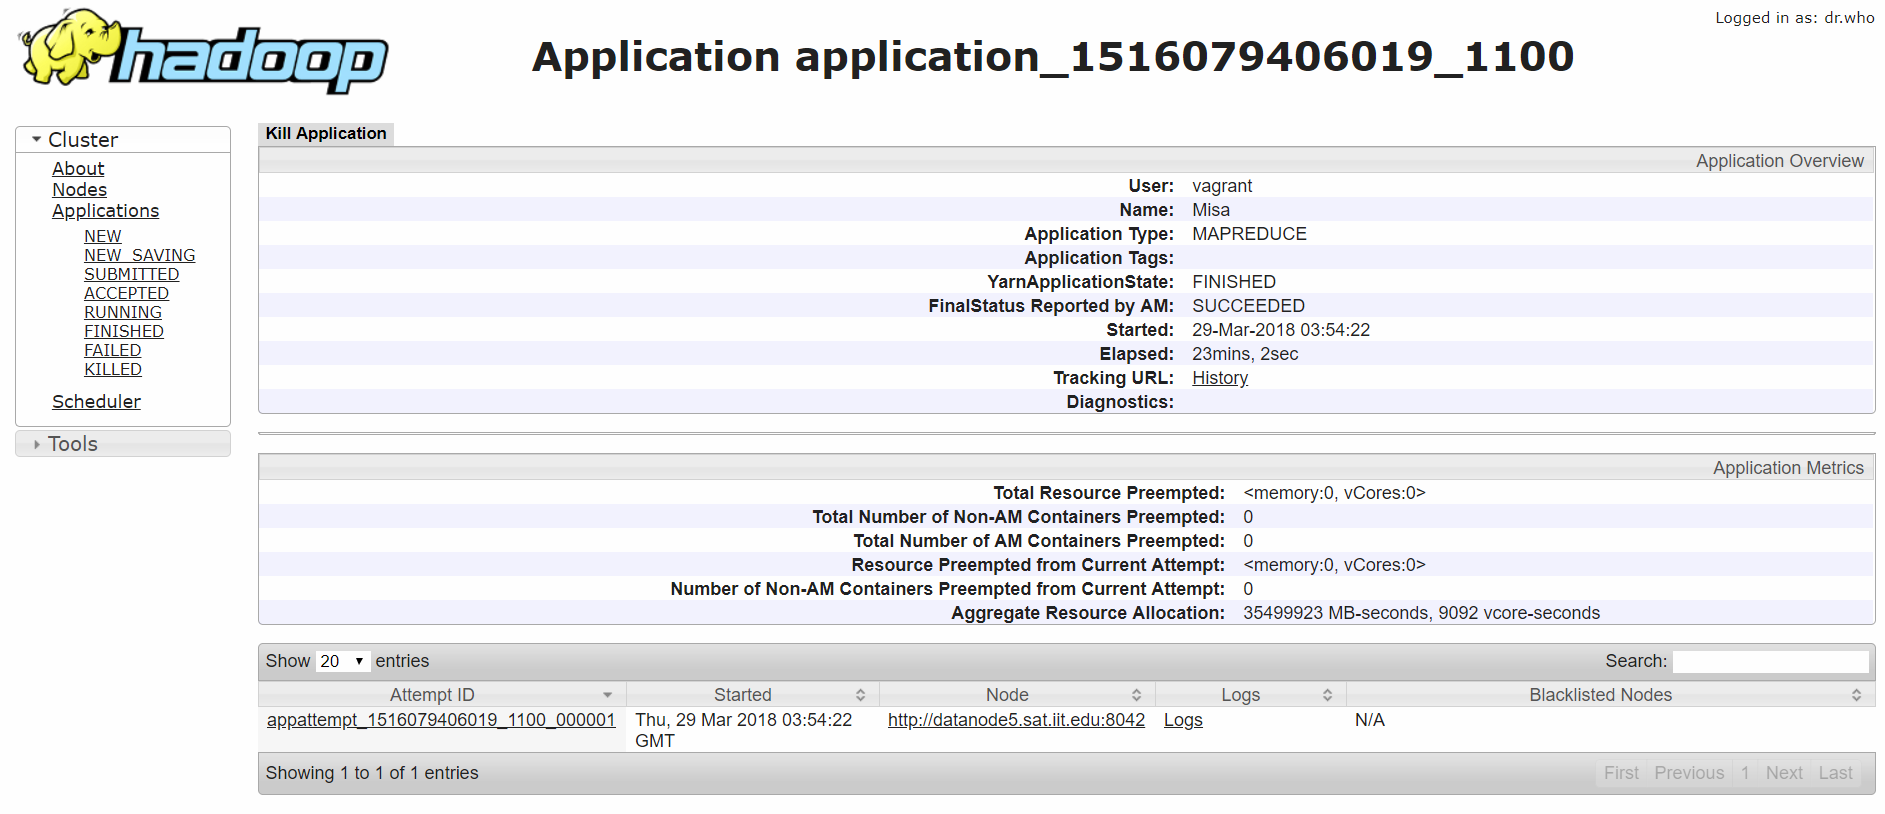 Logged in as: dr.who
hadoop
Application application_1516079406019_1100
Cluster
About
Nodes
Applications
NEW
NEW_SAVING
SUBMITTED
ACCEPTED
RUNNING
FINISHED
FAILED
KILLED
Scheduler
Tools
Kill Application
Application Overview
User: vagrant
Name: Misa
Application Type: MAPREDUCE
Application Tags:
YarnApplicationState: FINISHED
FinalStatus Reported by AM: SUCCEEDED
Started: 29-Mar-2018 03:54:22
Elapsed: 23mins, 2sec
Tracking URL: History
Diagnostics:
Application Metrics
Total Resource Preempted: <memory:0, vCores:0>
Total Number of Non-AM Containers Preempted: 0
Total Number of AM Containers Preempted: 0
Resource Preempted from Current Attempt: <memory:0, vCores:0>
Number of Non-AM Containers Preempted from Current Attempt: 0
Aggregate Resource Allocation: 35499923 MB-seconds, 9092 vcore-seconds
Show 20 entries Search:
Attempt ID Started Node Logs Blacklisted Nodes
appattempt_1516079406019_1100_000001 Thu, 29 Mar 2018 03:54:22 http://datanode5.sat.iit.edu:8042 Logs N/A
GMT
Showing 1 to 1 of 1 entries First Previous 1 Next Last